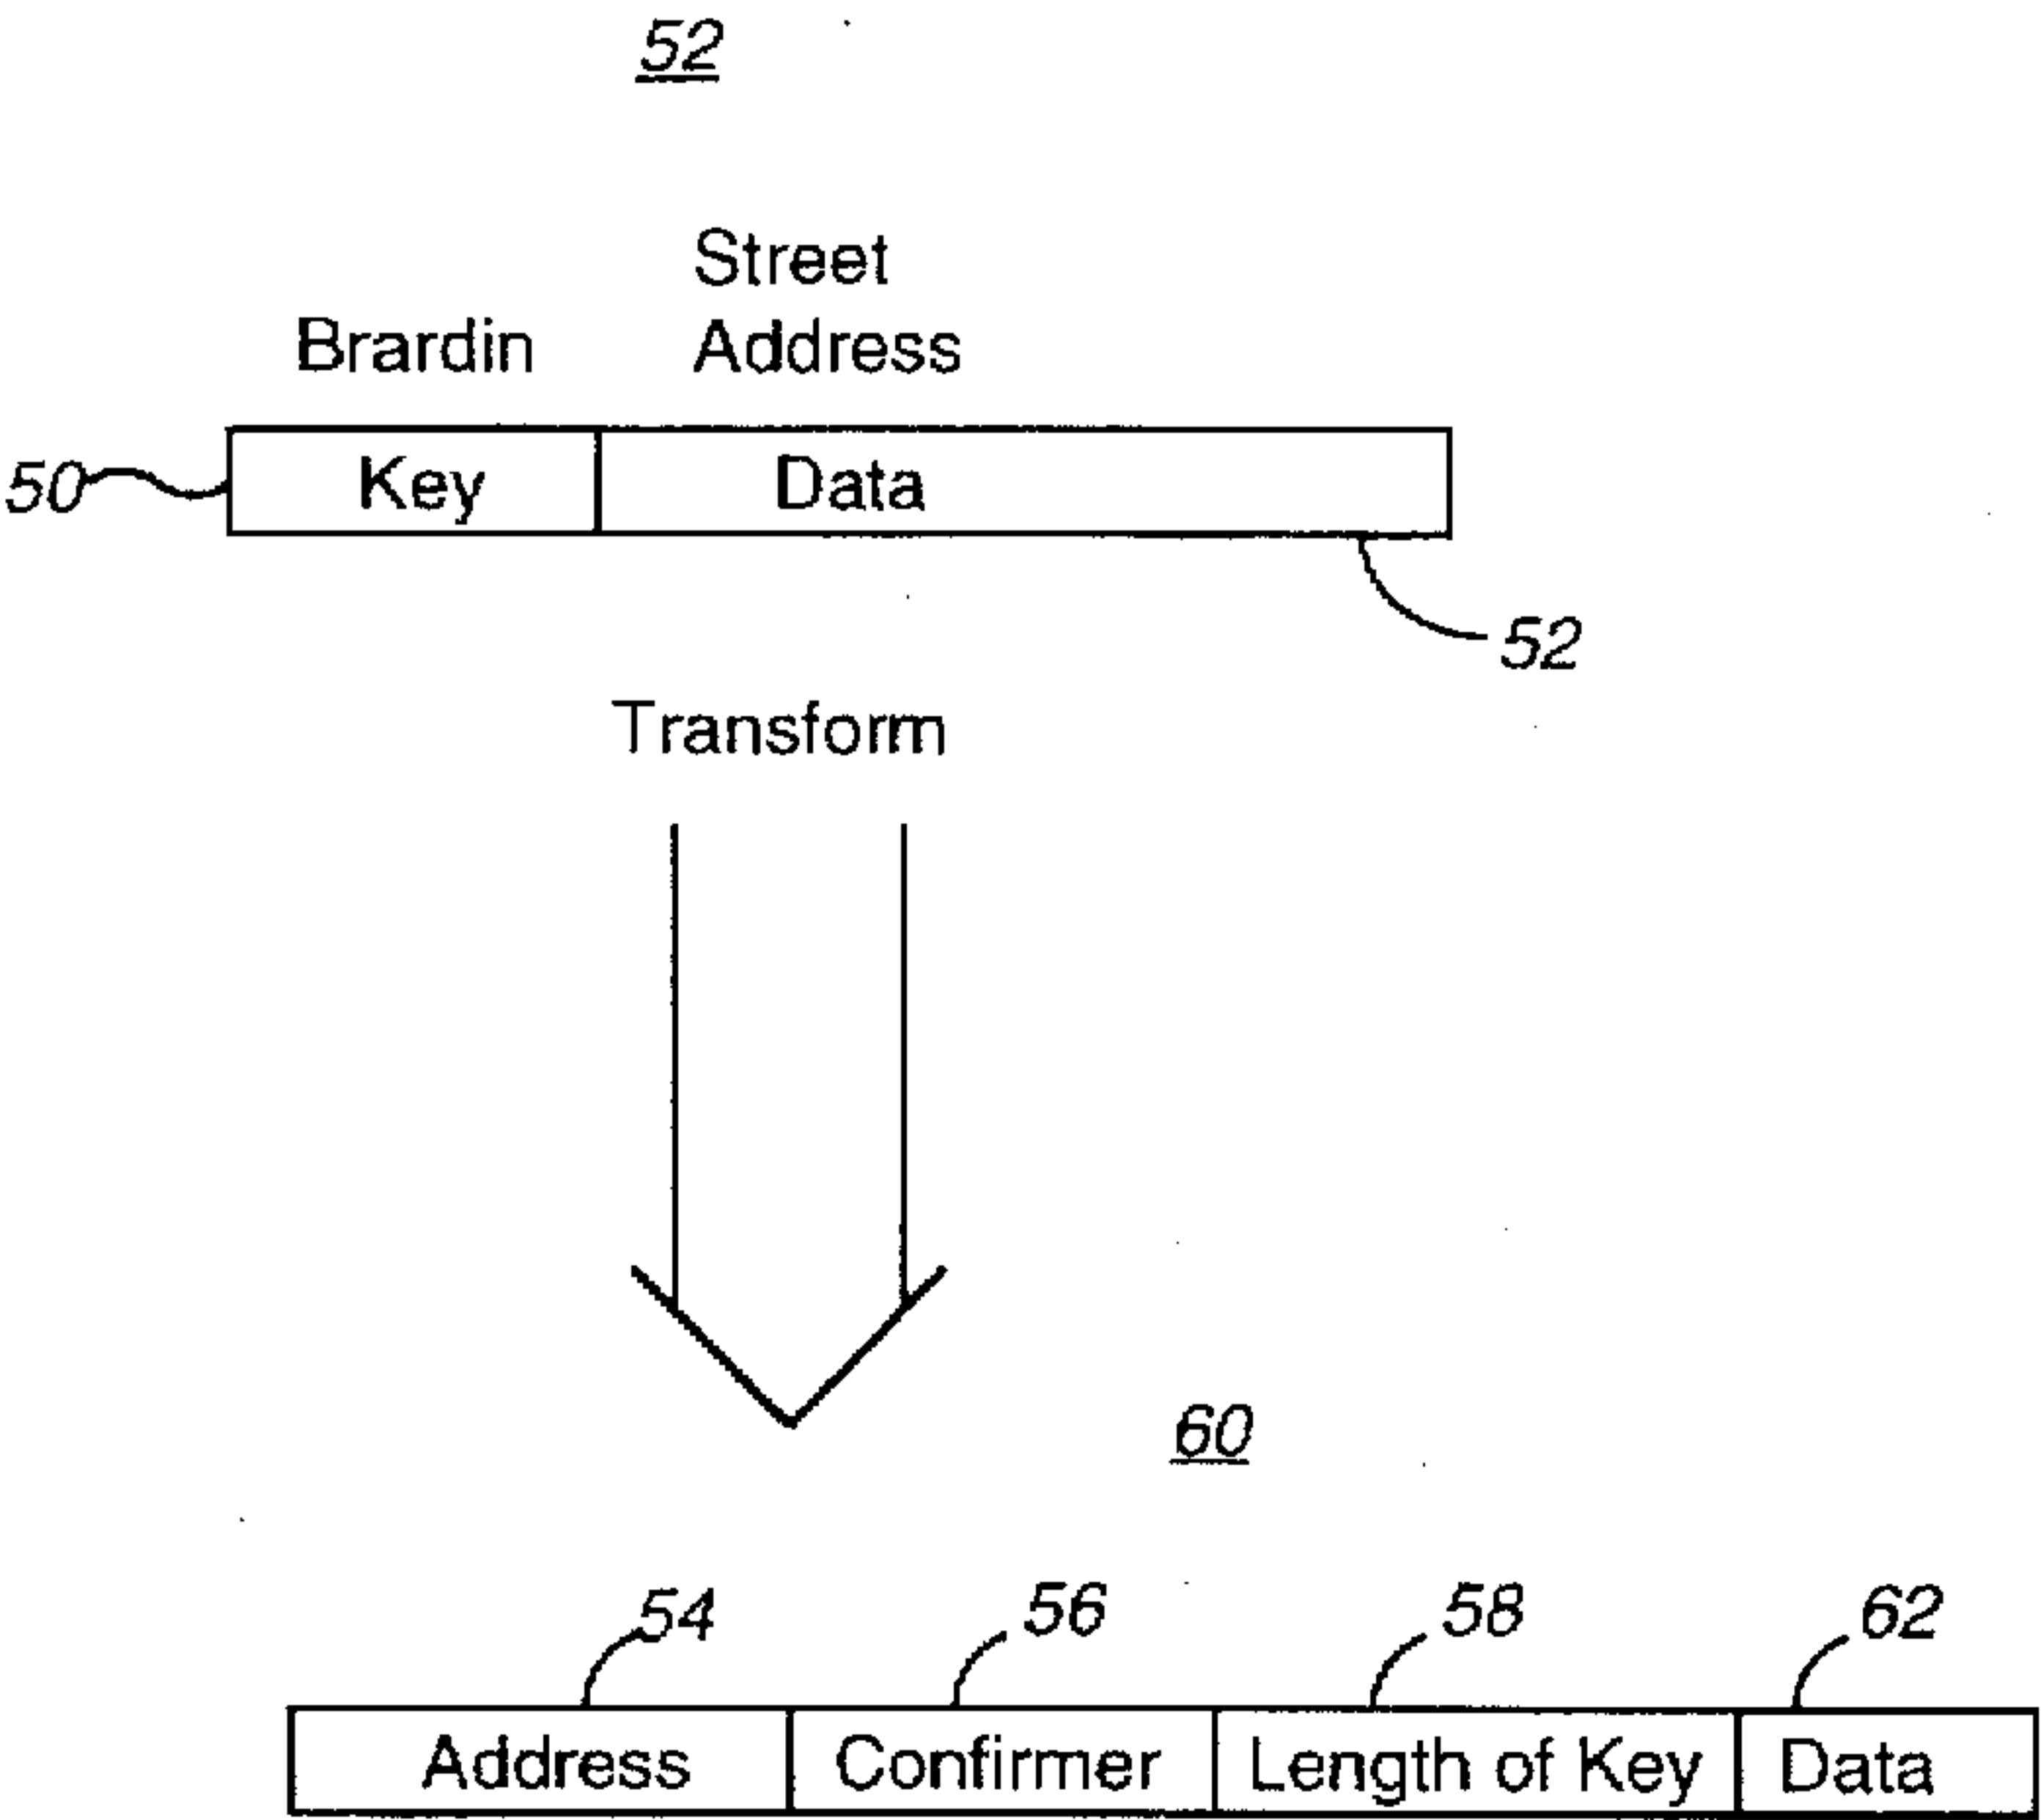 52
Street
Brardin Address
50 Key Data
52
Transform
60
54 56 58 62
Address Confirmer Length of Key Data